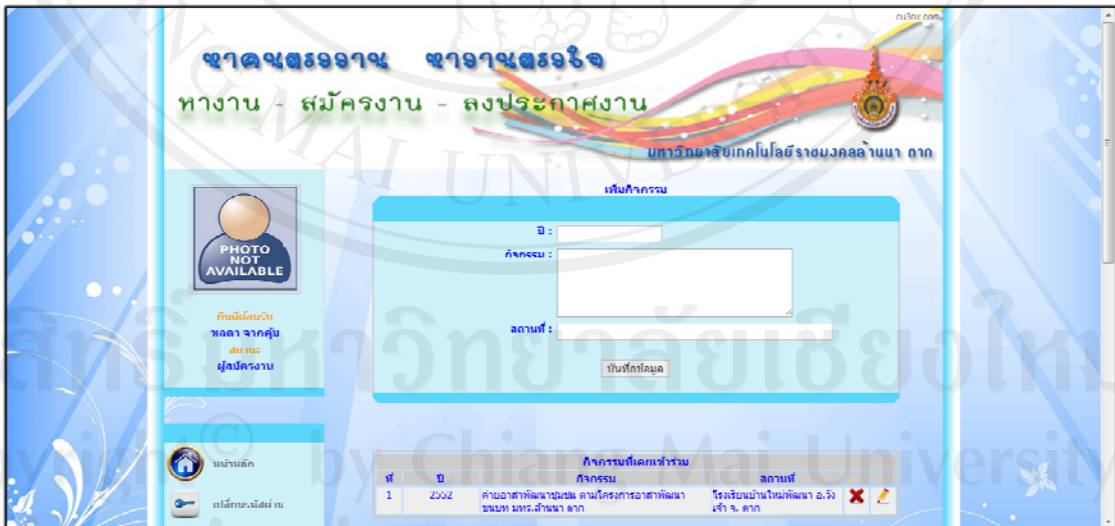 cu3ox.com
หาคนตรงงาน หางานตรงใจ
หางาน - สมัครงาน - ลงประกาศงาน
มหาวิทยาลัยเทคโนโลยีราชมงคลล้านนา ตาก
เพิ่มกิจกรรม
PHOTO
NOT
AVAILABLE
ปี :
กิจกรรม :
สถานที่ :
บันทึกข้อมูล
ยินดีต้อนรับ
สถานะ
ผู้สมัครงาน
หน้าหลัก
เปลี่ยนรหัสผ่าน
กิจกรรมที่เคยเข้าร่วม
ที่ ปี กิจกรรม สถานที่
1 2552 ค่ายอาสาพัฒนาชุมชน ตามโครงการอาสาพัฒนา
ชนบท มทร.ล้านนา ตาก
โรงเรียนบ้านใหม่พัฒนา อ.วัง
เจ้า จ. ตาก
สิทธิ์มหาวิทยาลัยเชียงให
yright © by Chiang Mai University
NG MAI UNIVERSITY